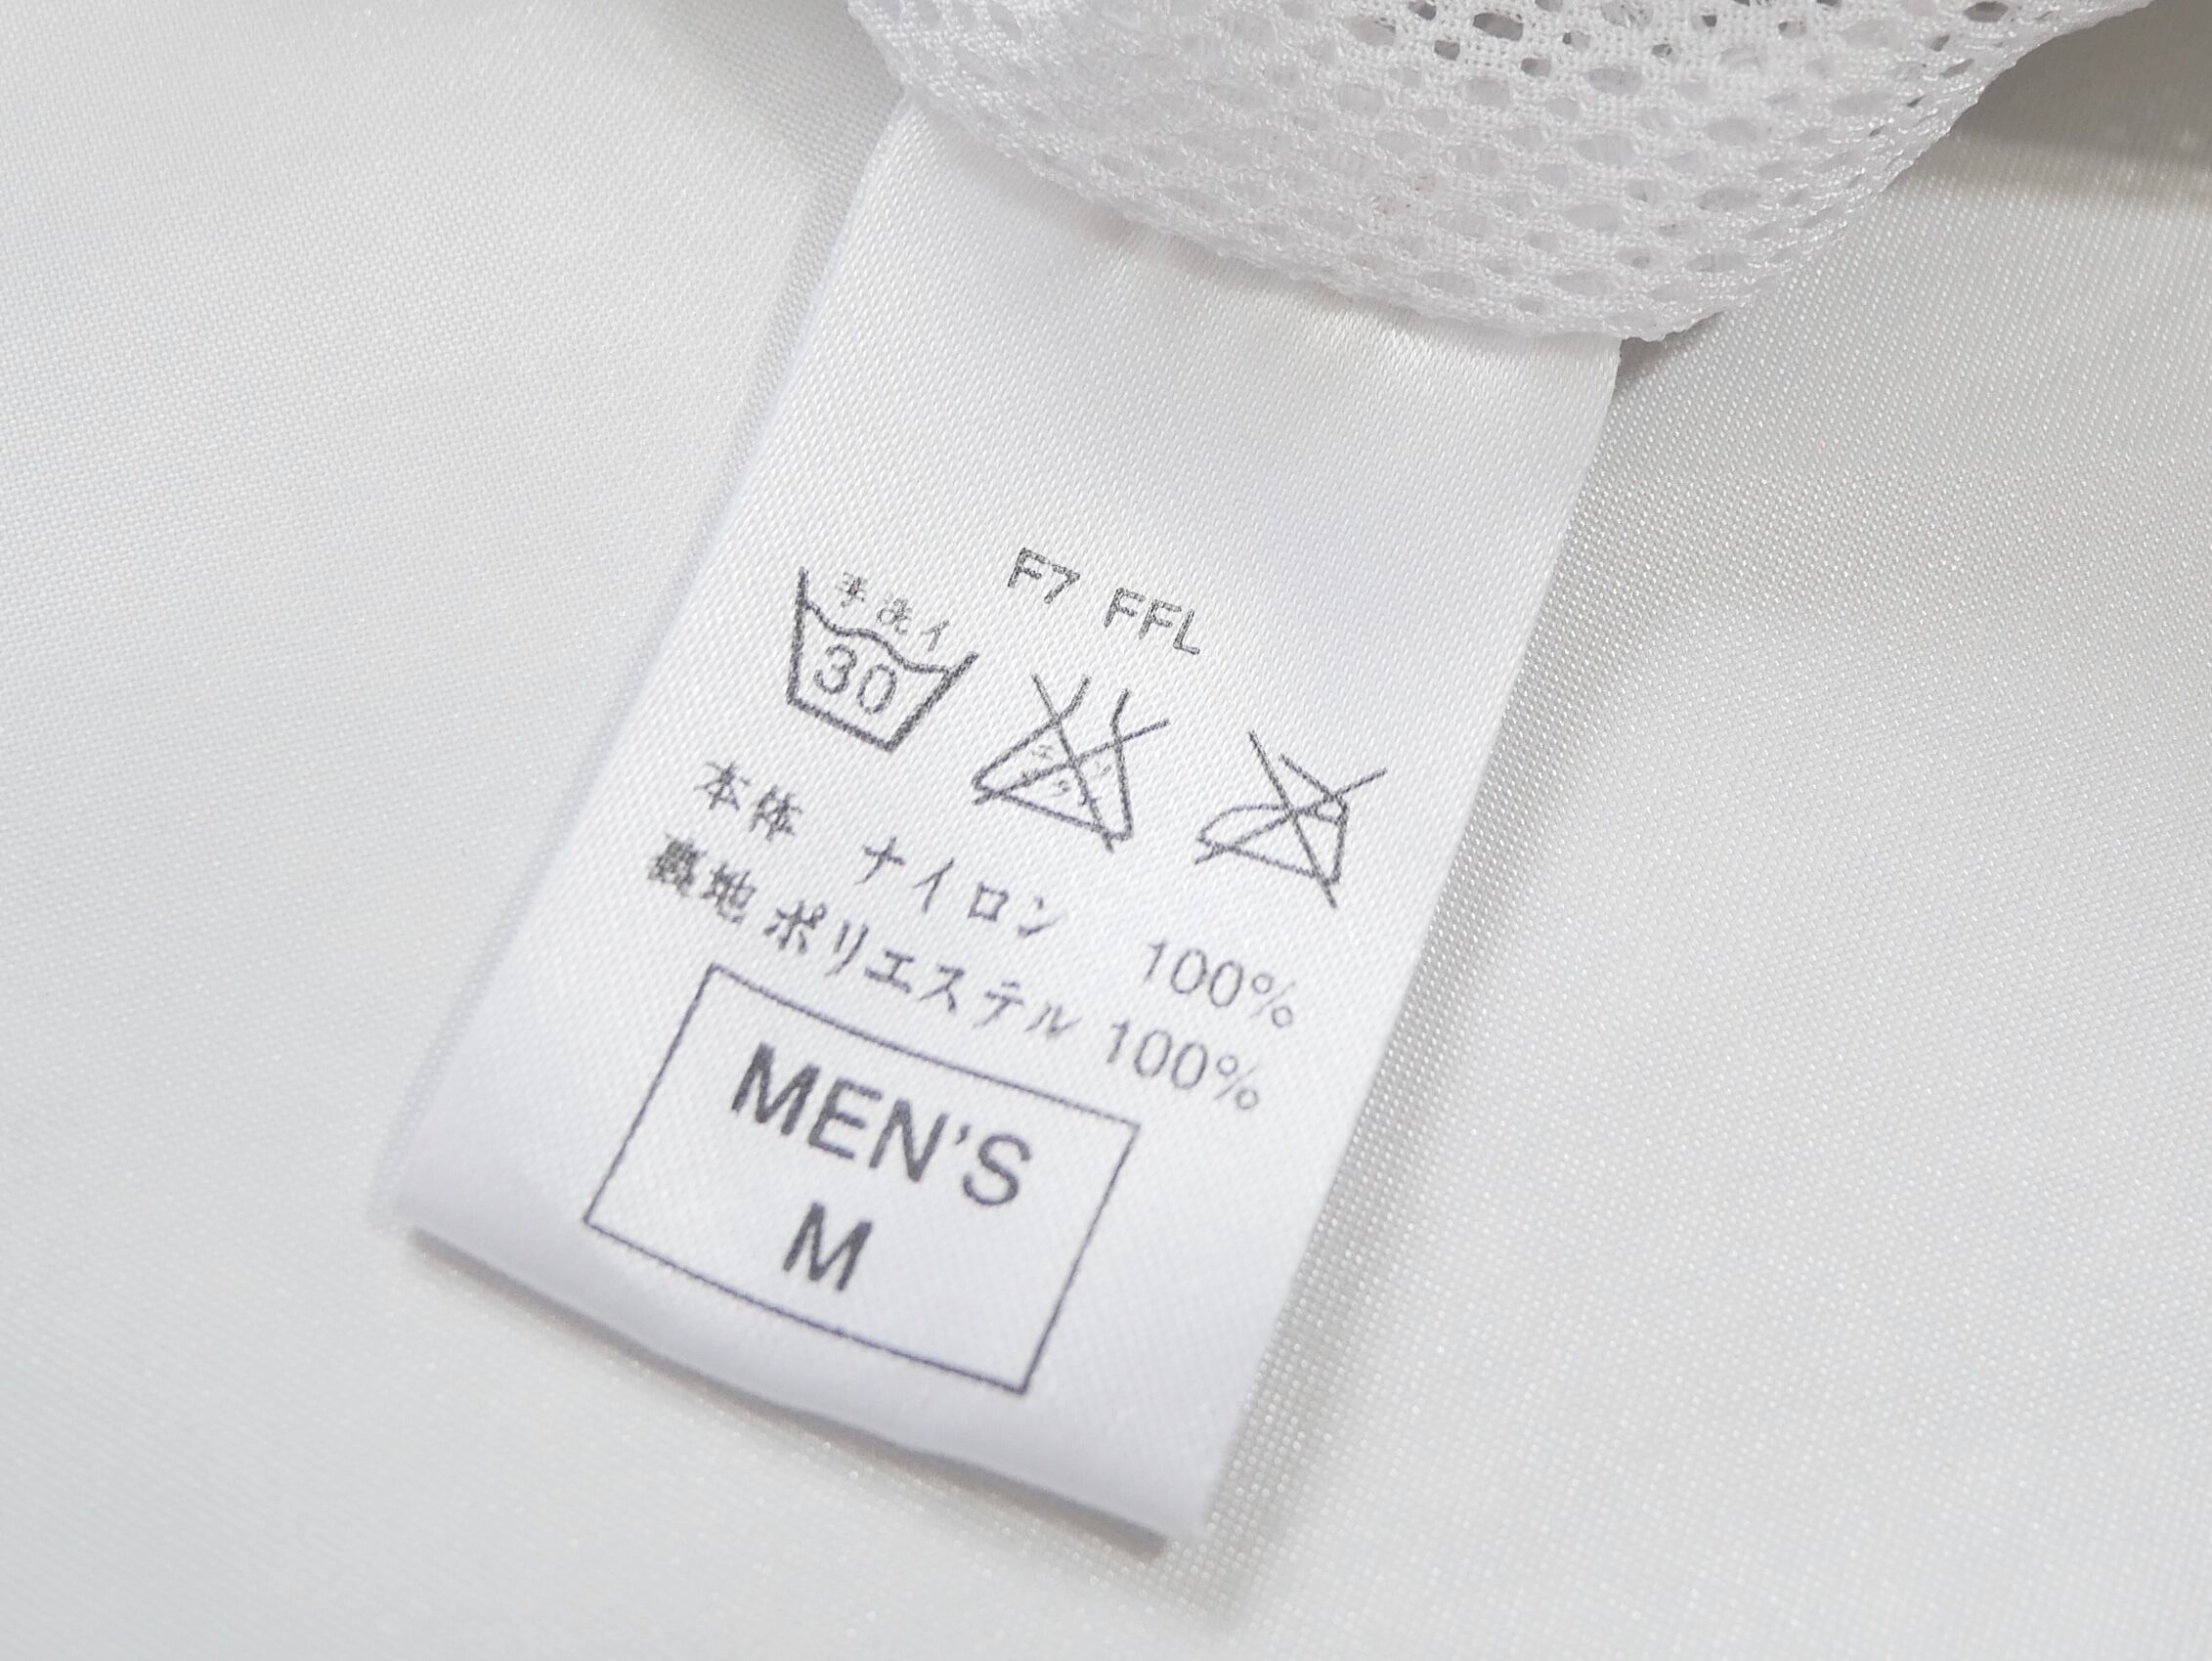 F7 FFL
手洗イ
30
本体 ナイロン 100%
裏地 ポリエステル 100%
MEN'S
M